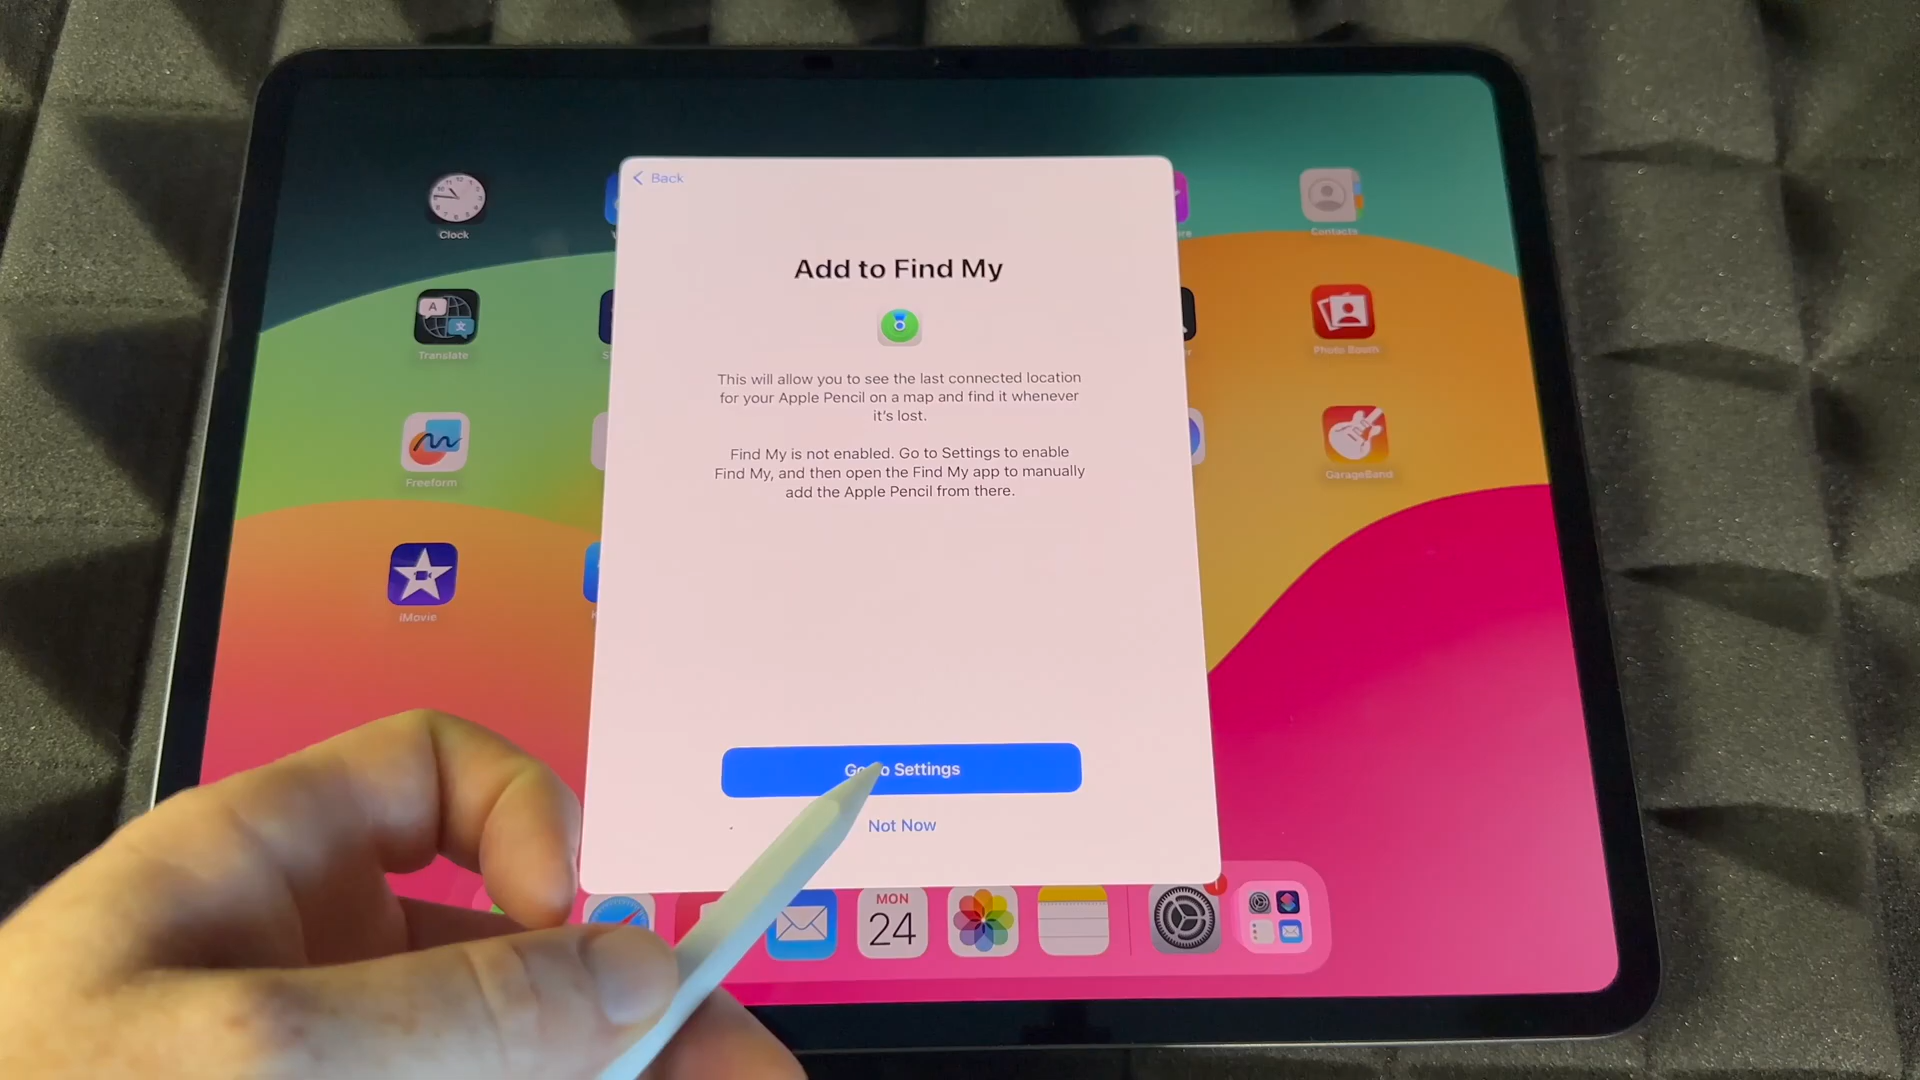 Back
Add to Find My
This will allow you to see the last connected location
for your Apple Pencil on a map and find it whenever
it's lost.
Find My is not enabled. Go to Settings to enable
Find My, and then open the Find My app to manually
add the Apple Pencil from there.
Go to Settings
Not Now
Clock
Contacts
Translate
Photo Booth
Freeform
GarageBand
iMovie
MON
24